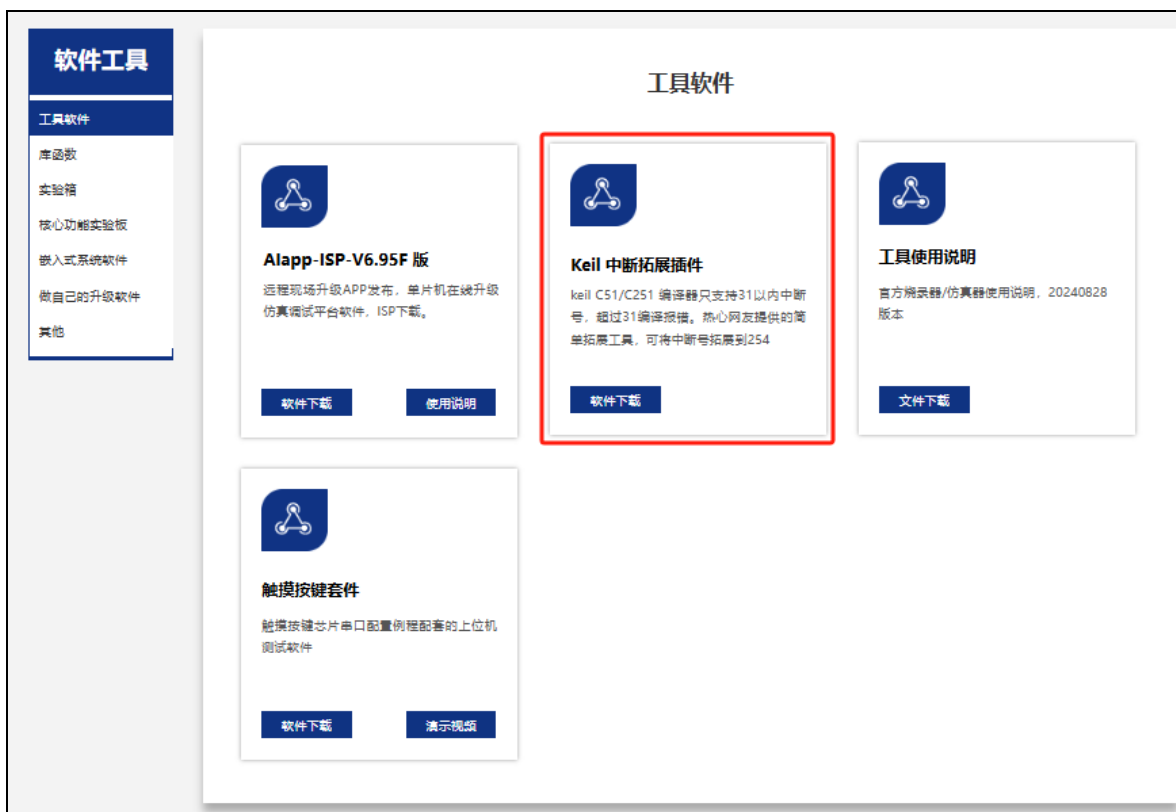 软件工具
工具软件
库函数
实验箱
核心功能实验板
嵌入式系统软件
做自己的升级软件
其他
工具软件
AIapp-ISP-V6.95F 版
远程现场升级APP发布，单片机在线升级
仿真调试平台软件，ISP下载。
软件下载
使用说明
Keil 中断拓展插件
keil C51/C251 编译器只支持31以内中断
号，超过31编译报错。热心网友提供的简
单拓展工具，可将中断号拓展到254
软件下载
工具使用说明
官方烧录器/仿真器使用说明，20240828
版本
文件下载
触摸按键套件
触摸按键芯片串口配置例程配套的上位机
测试软件
软件下载
演示视频